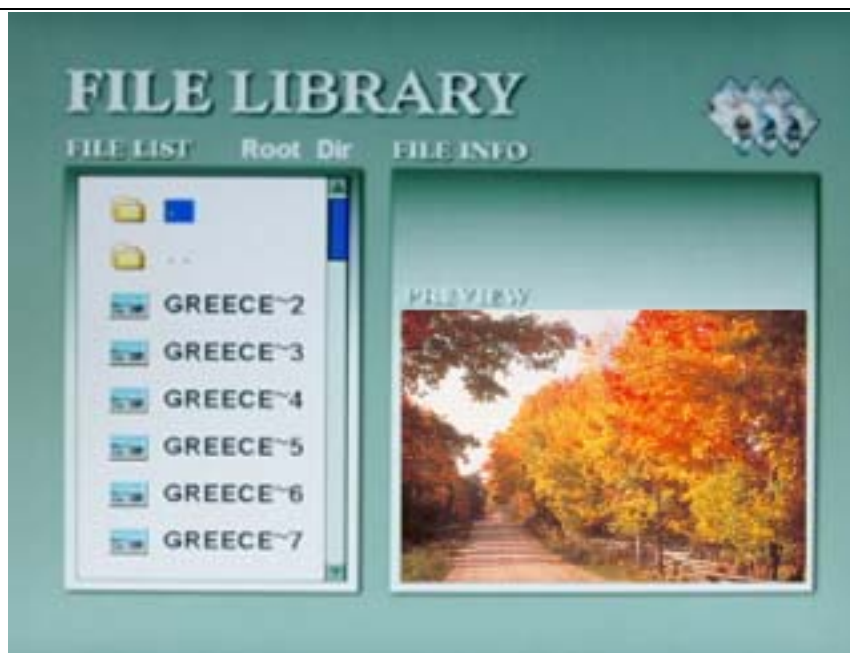 FILE LIBRARY
FILE LIST Root Dir FILE INFO
.
..
PREVIEW
GREECE~2
GREECE~3
GREECE~4
GREECE~5
GREECE~6
GREECE~7